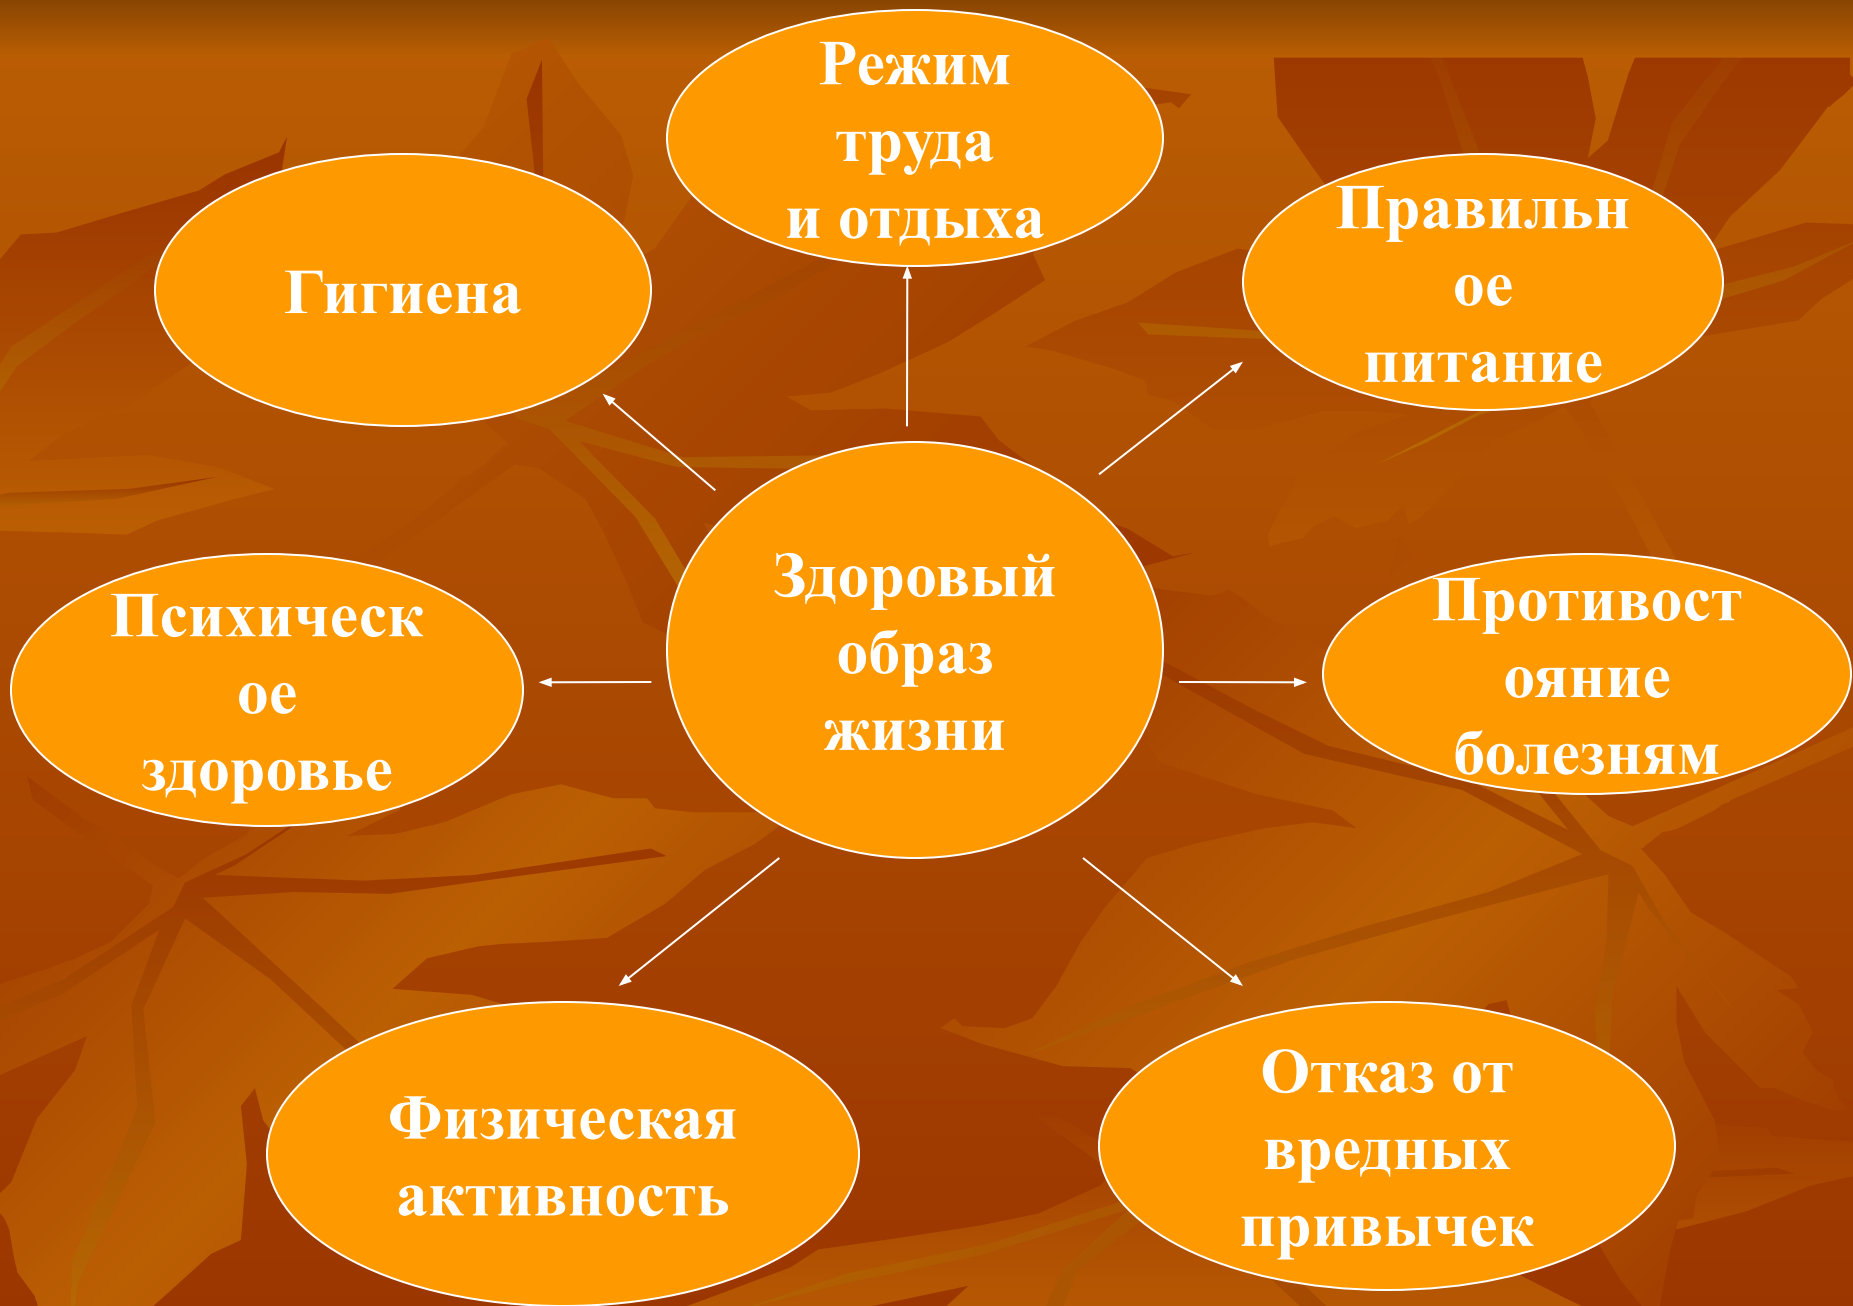 Режим
труда
и отдыха
Гигиена
Правильн
ое
питание
Здоровый
образ
жизни
Психическ
ое
здоровье
Противост
ояние
болезням
Физическая
активность
Отказ от
вредных
привычек